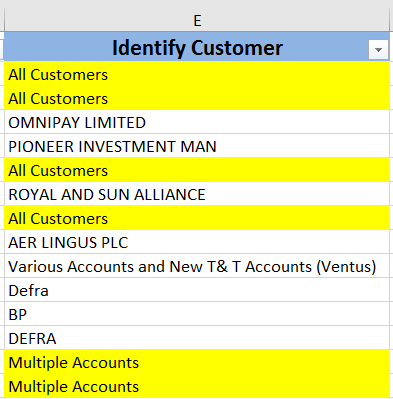 E
Identify Customer
All Customers
All Customers
OMNIPAY LIMITED
PIONEER INVESTMENT MAN
All Customers
ROYAL AND SUN ALLIANCE
All Customers
AER LINGUS PLC
Various Accounts and New T& T Accounts (Ventus)
Defra
BP
DEFRA
Multiple Accounts
Multiple Accounts